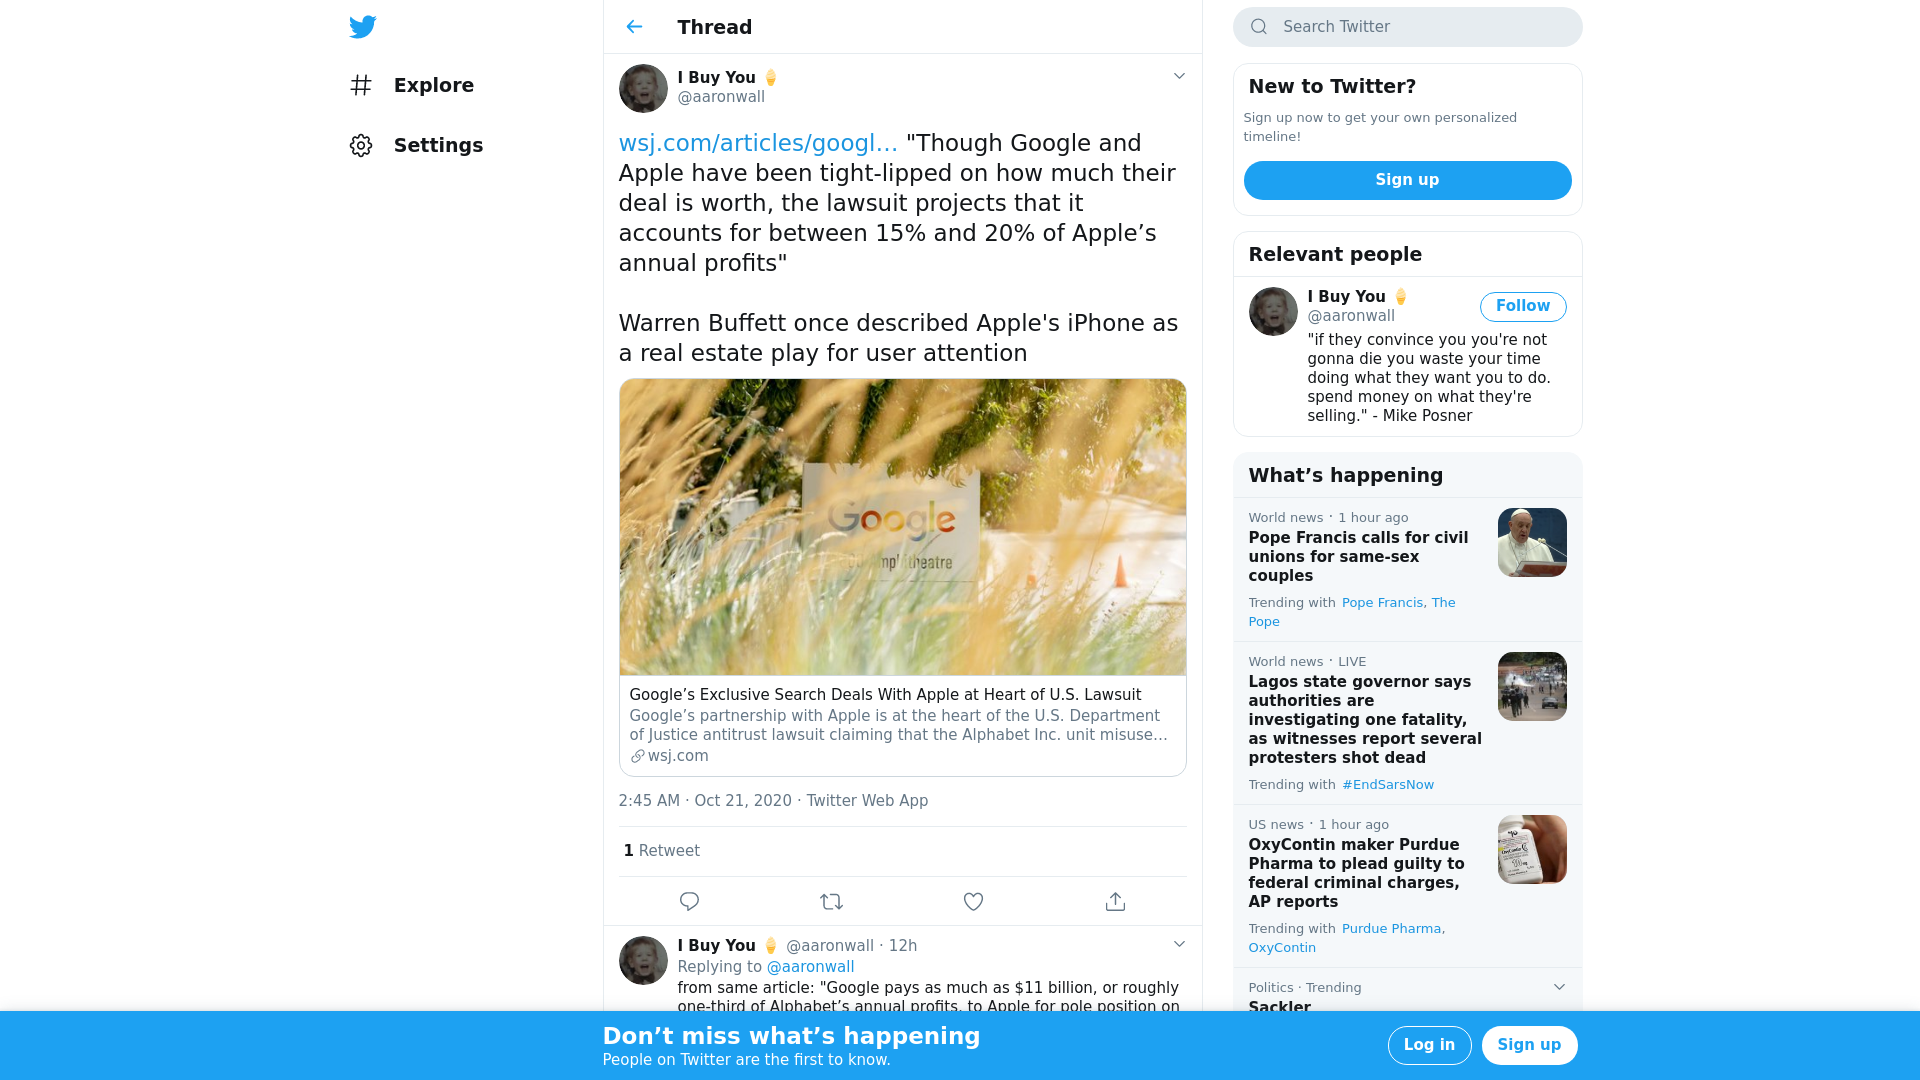 Explore
Settings
Thread
I Buy You 🍦
@aaronwall
wsj.com/articles/googl… "Though Google and
Apple have been tight-lipped on how much their
deal is worth, the lawsuit projects that it
accounts for between 15% and 20% of Apple’s
annual profits"
Warren Buffett once described Apple's iPhone as
a real estate play for user attention
Google
Amphitheatre
Google’s Exclusive Search Deals With Apple at Heart of U.S. Lawsuit
Google’s partnership with Apple is at the heart of the U.S. Department
of Justice antitrust lawsuit claiming that the Alphabet Inc. unit misuse…
wsj.com
2:45 AM · Oct 21, 2020 · Twitter Web App
1 Retweet
I Buy You 🍦 @aaronwall · 12h
Replying to @aaronwall
from same article: "Google pays as much as $11 billion, or roughly
one-third of Alphabet’s annual profits, to Apple for pole position on
Search Twitter
New to Twitter?
Sign up now to get your own personalized
timeline!
Sign up
Relevant people
I Buy You 🍦
@aaronwall
Follow
"if they convince you you're not
gonna die you waste your time
doing what they want you to do.
spend money on what they're
selling." - Mike Posner
What’s happening
World news · 1 hour ago
Pope Francis calls for civil
unions for same-sex
couples
Trending with Pope Francis, The
Pope
World news · LIVE
Lagos state governor says
authorities are
investigating one fatality,
as witnesses report several
protesters shot dead
Trending with #EndSarsNow
US news · 1 hour ago
OxyContin maker Purdue
Pharma to plead guilty to
federal criminal charges,
AP reports
Trending with Purdue Pharma,
OxyContin
Politics · Trending
Sackler
Don’t miss what’s happening
People on Twitter are the first to know.
Log in
Sign up